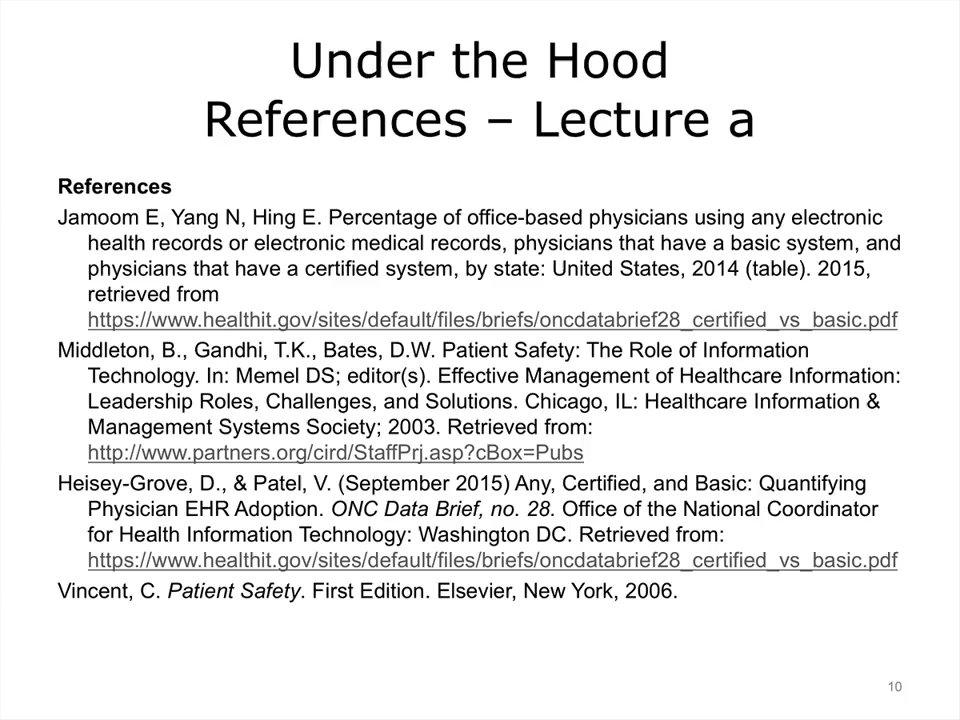 Under the Hood
References – Lecture a
References
Jamoom E, Yang N, Hing E. Percentage of office-based physicians using any electronic
health records or electronic medical records, physicians that have a basic system, and
physicians that have a certified system, by state: United States, 2014 (table). 2015,
retrieved from
https://www.healthit.gov/sites/default/files/briefs/oncdatabrief28_certified_vs_basic.pdf
Middleton, B., Gandhi, T.K., Bates, D.W. Patient Safety: The Role of Information
Technology. In: Memel DS; editor(s). Effective Management of Healthcare Information:
Leadership Roles, Challenges, and Solutions. Chicago, IL: Healthcare Information &
Management Systems Society; 2003. Retrieved from:
http://www.partners.org/cird/StaffPrj.asp?cBox=Pubs
Heisey-Grove, D., & Patel, V. (September 2015) Any, Certified, and Basic: Quantifying
Physician EHR Adoption. ONC Data Brief, no. 28. Office of the National Coordinator
for Health Information Technology: Washington DC. Retrieved from:
https://www.healthit.gov/sites/default/files/briefs/oncdatabrief28_certified_vs_basic.pdf
Vincent, C. Patient Safety. First Edition. Elsevier, New York, 2006.
10